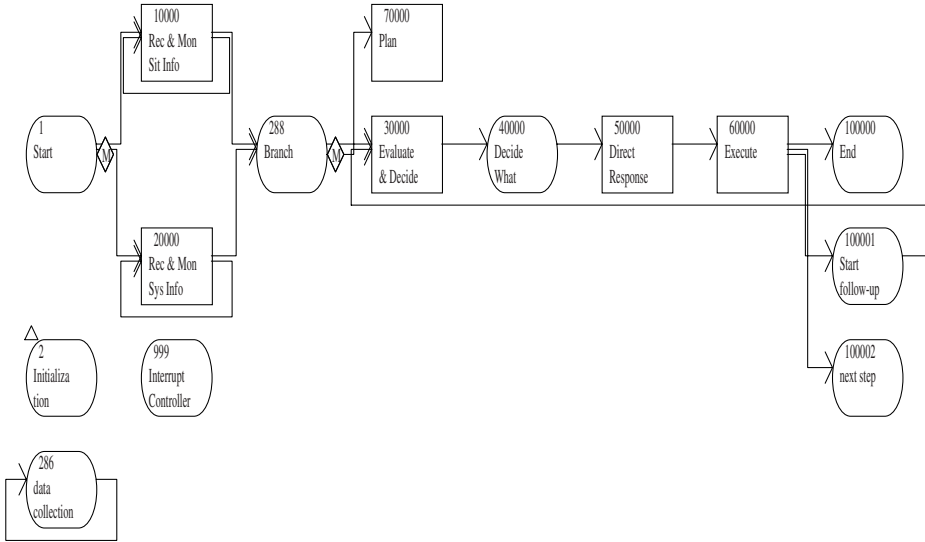 10000
Rec & Mon
Sit Info
70000
Plan
1
Start
M
288
Branch
M
30000
Evaluate
& Decide
40000
Decide
What
50000
Direct
Response
60000
Execute
100000
End
20000
Rec & Mon
Sys Info
100001
Start
follow-up
2
Initializa
tion
999
Interrupt
Controller
100002
next step
286
data
collection